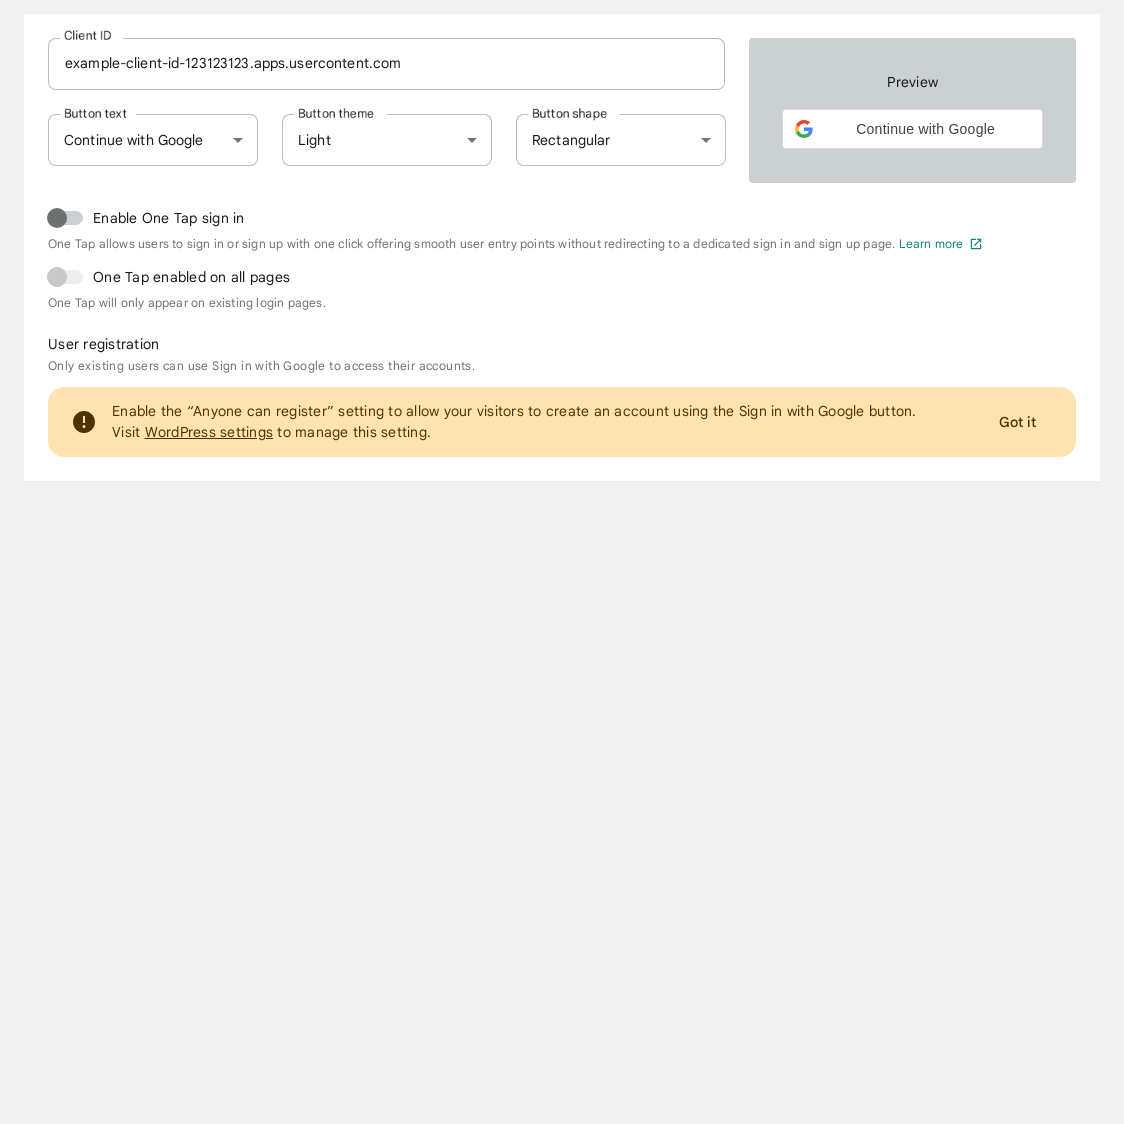 Client ID
example-client-id-123123123.apps.usercontent.com
Button text
Continue with Google
Button theme
Light
Button shape
Rectangular
Preview
Continue with Google
Enable One Tap sign in
One Tap allows users to sign in or sign up with one click offering smooth user entry points without redirecting to a dedicated sign in and sign up page. Learn more
One Tap enabled on all pages
One Tap will only appear on existing login pages.
User registration
Only existing users can use Sign in with Google to access their accounts.
Enable the “Anyone can register” setting to allow your visitors to create an account using the Sign in with Google button.
Visit WordPress settings to manage this setting.
Got it